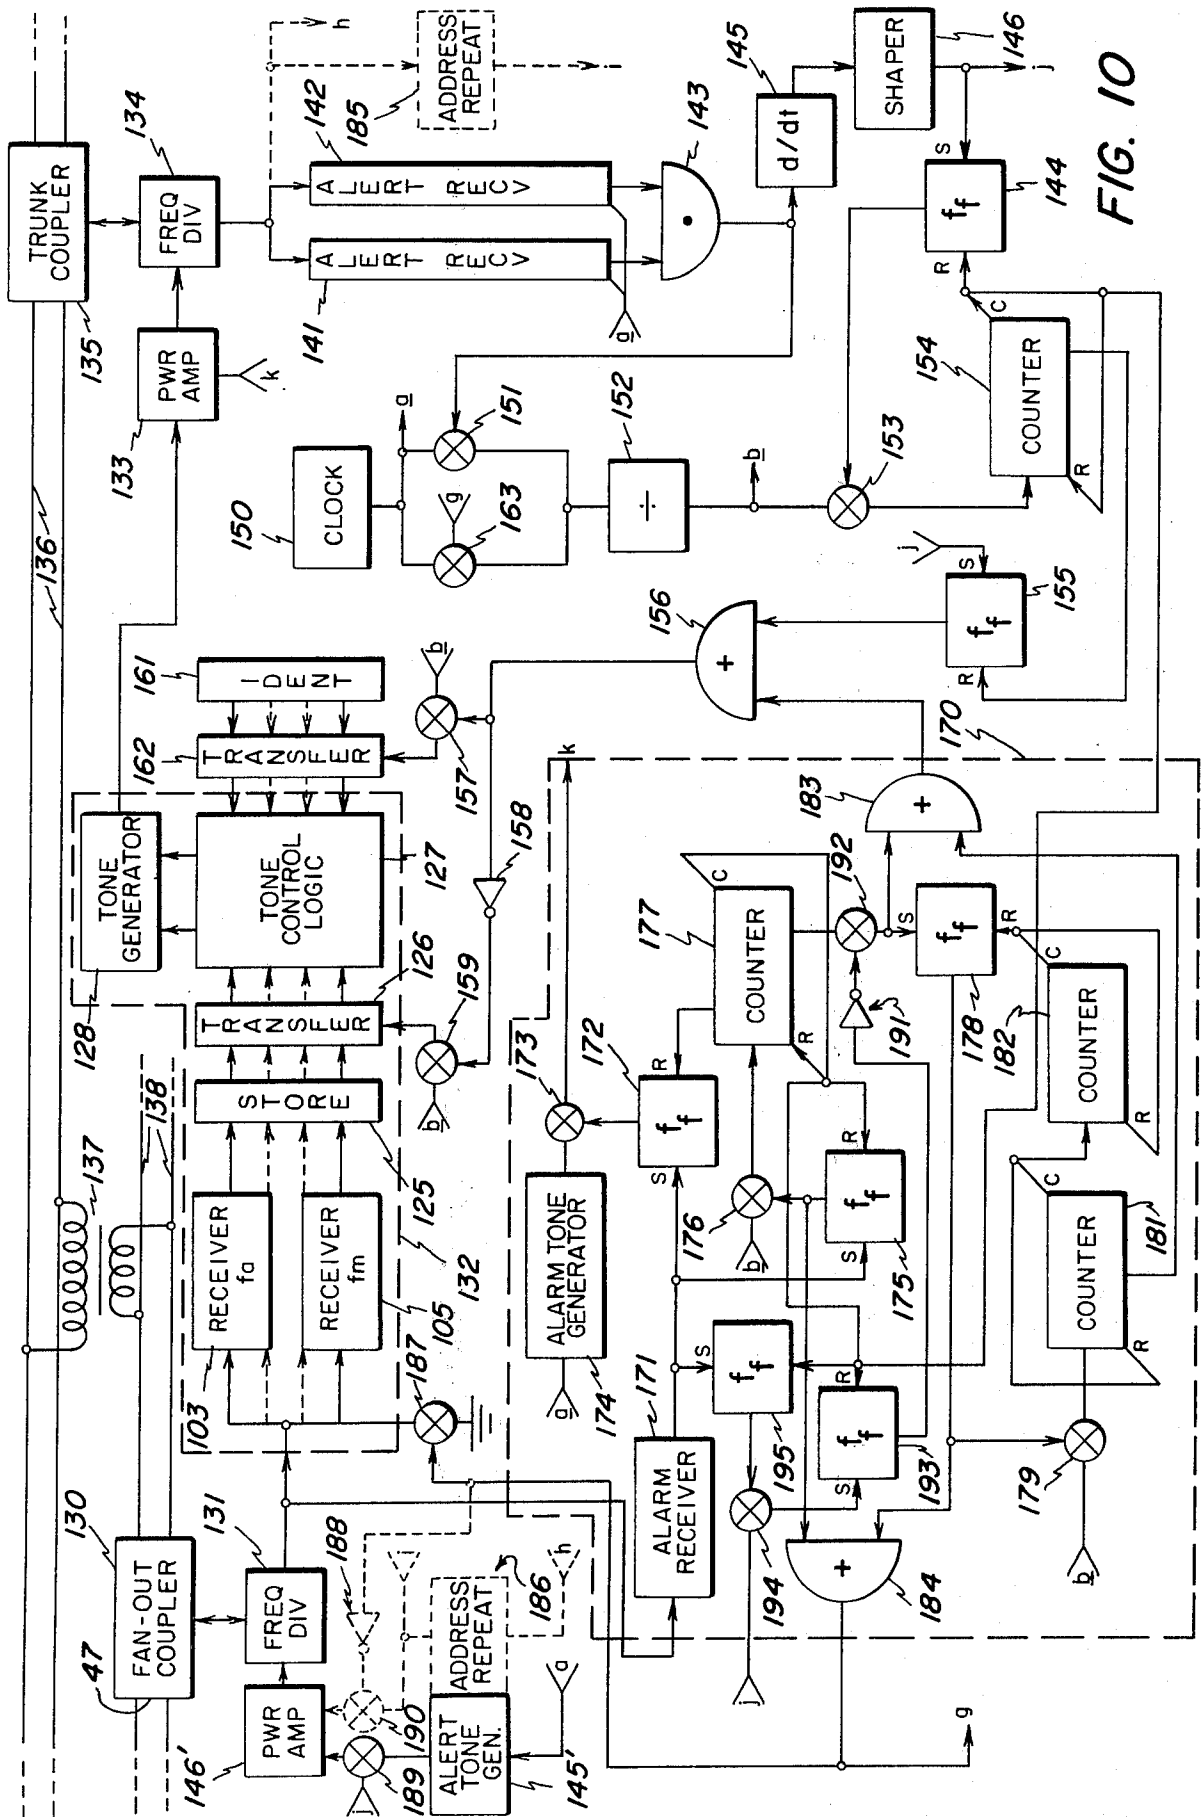 TRUNK
COUPLER
135
136
FREQ
DIV
134
PWR
AMP
133
k
h
ADDRESS
REPEAT
185
i
ALERT RECV
141
ALERT RECV
142
a
143
d/dt
145
SHAPER
146
j
S
R
ff
144
FIG. 10
CLOCK
150
a
151
163
g
÷
152
b
153
COUNTER
154
C
R
j
S
R
ff
155
156
IDENT
161
TRANSFER
162
157
b
158
159
b
TONE
GENERATOR
128
TONE
CONTROL
LOGIC
127
TRANSFER
126
STORE
125
RECEIVER
fa
103
RECEIVER
fm
105
132
187
137
138
FAN-OUT
COUPLER
130
47
FREQ
DIV
131
PWR
AMP
146'
188
190
189
i
j
ADDRESS
REPEAT
186
h
ALERT
TONE
GEN.
145'
a
170
k
173
ALARM TONE
GENERATOR
174
a
172
ff
S
R
COUNTER
177
C
R
176
b
ff
175
S
R
ALARM
RECEIVER
171
ff
195
S
ff
193
S
R
194
j
+
184
g
191
192
ff
178
S
R
+
183
+
COUNTER
182
C
R
COUNTER
181
C
R
179
b